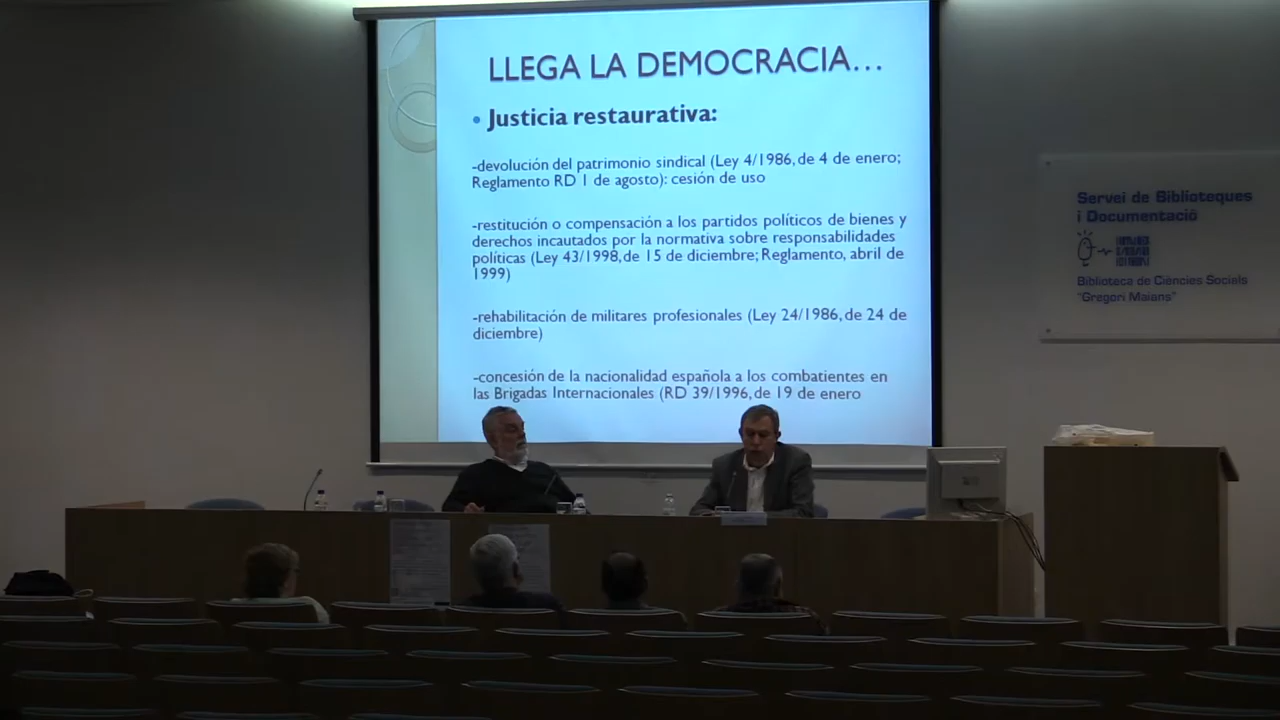 LLEGA LA DEMOCRACIA...
• Justicia restaurativa:
-devolución del patrimonio sindical (Ley 4/1986, de 4 de enero;
Reglamento RD 1 de agosto): cesión de uso
-restitución o compensación a los partidos políticos de bienes y
derechos incautados por la normativa sobre responsabilidades
políticas (Ley 43/1998, de 15 de diciembre; Reglamento, abril de
1999)
-rehabilitación de militares profesionales (Ley 24/1986, de 24 de
diciembre)
-concesión de la nacionalidad española a los combatientes en
las Brigadas Internacionales (RD 39/1996, de 19 de enero
Servei de Biblioteques
i Documentació
Biblioteca de Ciències Socials
"Gregori Maians"